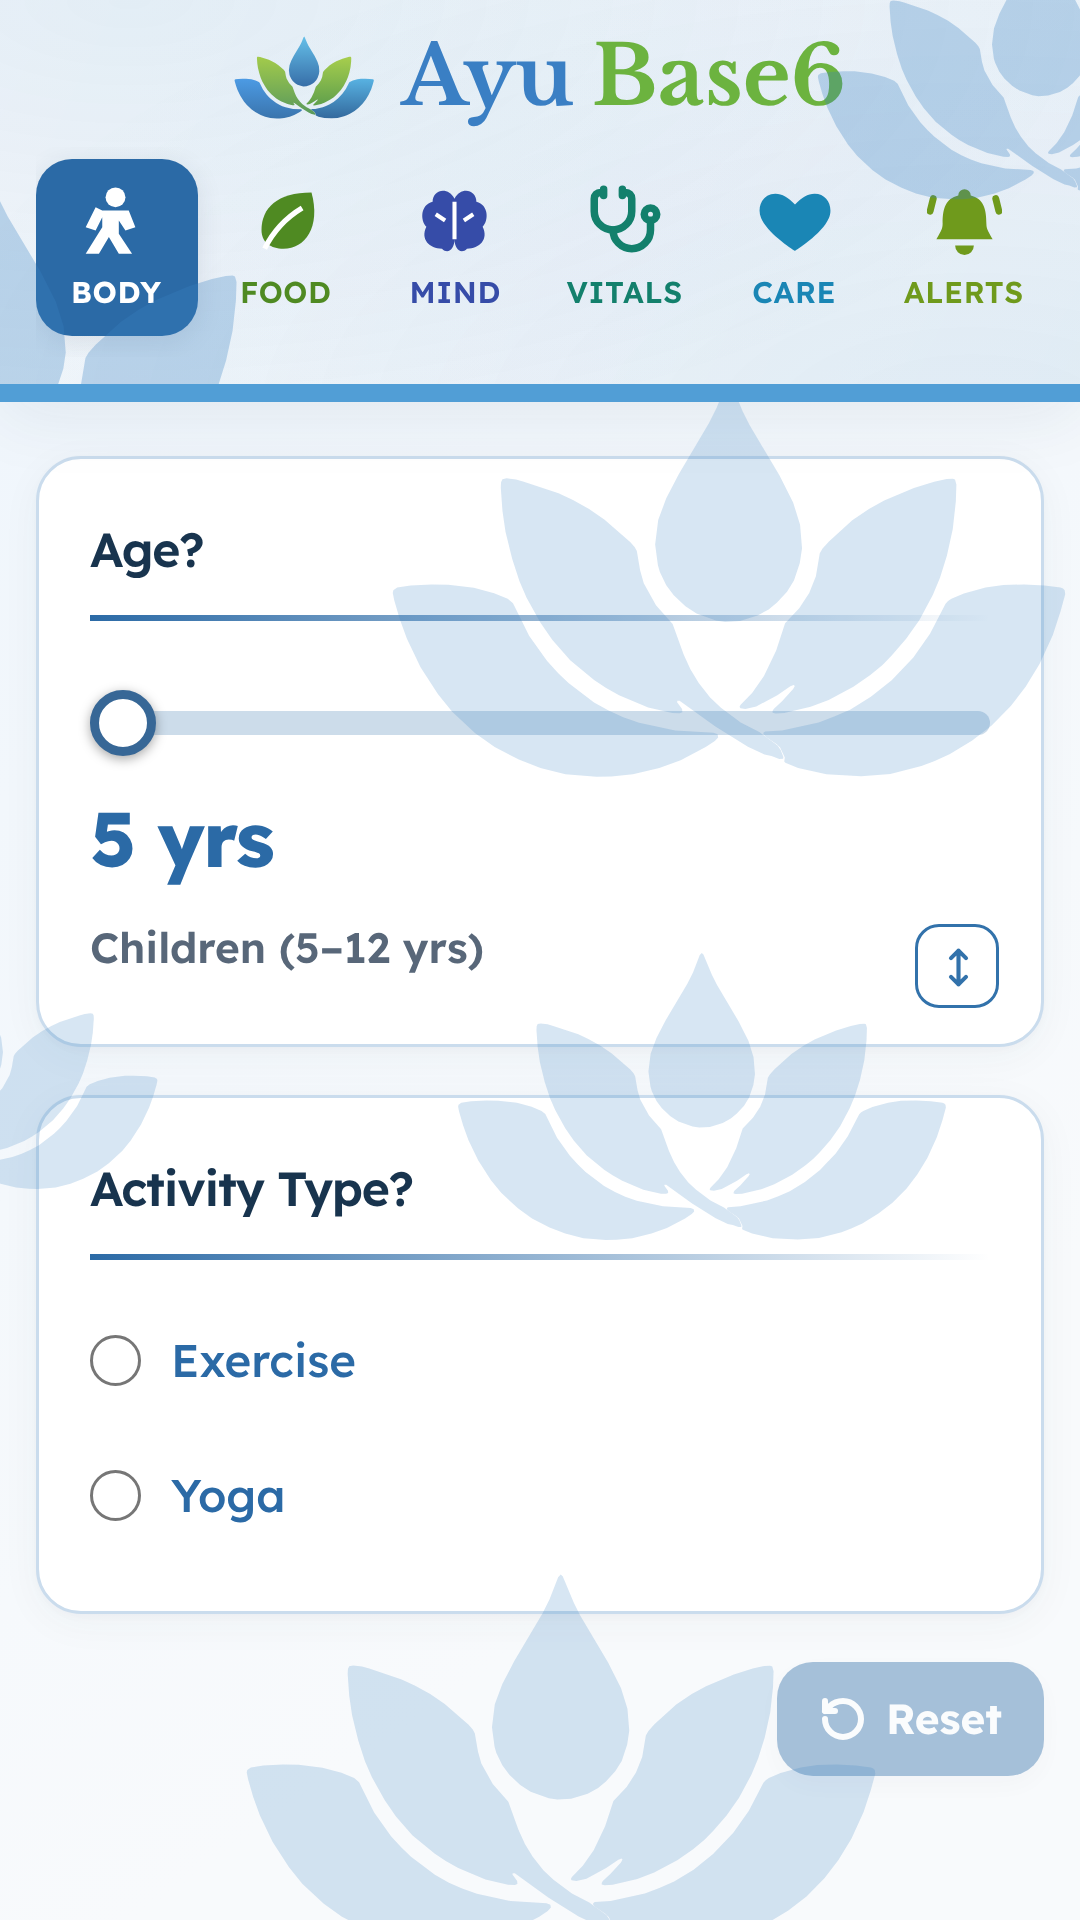 Ayu Base6
BODY FOOD MIND VITALS CARE ALERTS
Age?
5 yrs
Children (5–12 yrs)
Activity Type?
Exercise
Yoga
Reset